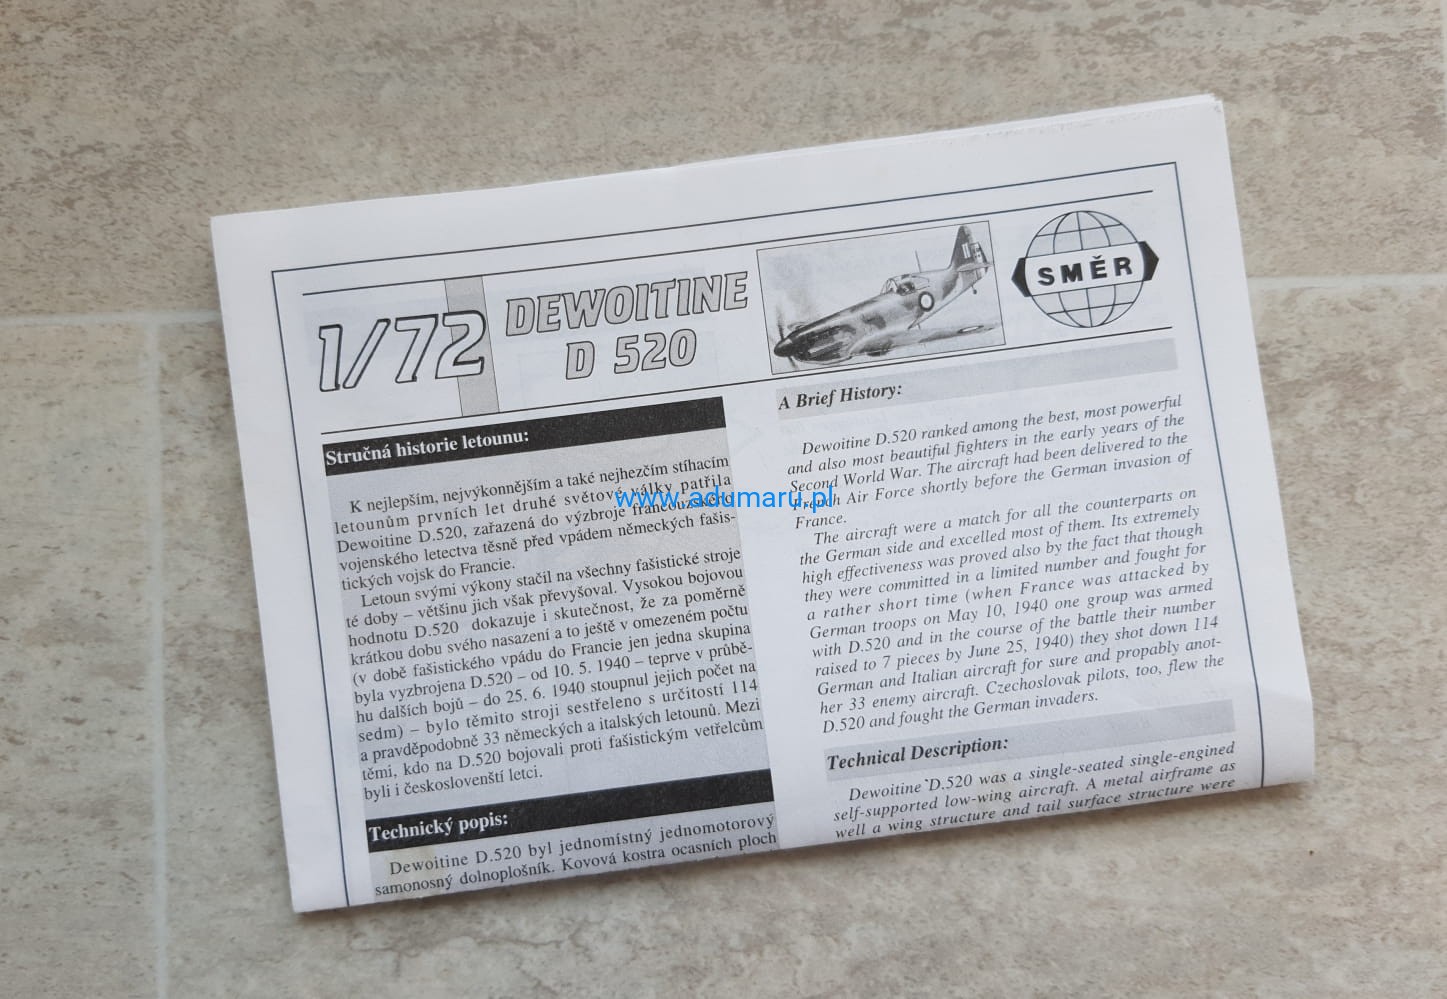 1/72
DEWOITINE
D 520
SMĚR
Stručná historie letounu:
K nejlepším, nejvýkonnějším a také nejhezčím stíhacím
letounům prvních let druhé světové války patřila
Dewoitine D.520, zařazená do výzbroje francouzského
vojenského letectva těsně před vpádem německých fašis-
tických vojsk do Francie.
Letoun svými výkony stačil na všechny fašistické stroje
té doby – většinu jich však převyšoval. Vysokou bojovou
hodnotu D.520 dokazuje i skutečnost, že za poměrně
krátkou dobu svého nasazení a to ještě v omezeném počtu
(v době fašistického vpádu do Francie jen jedna skupina
byla vyzbrojena D.520 – od 10. 5. 1940 – teprve v průbě-
hu dalších bojů – do 25. 6. 1940 stoupnul jejich počet na
sedm) – bylo těmito stroji sestřeleno s určitostí 114
a pravděpodobně 33 německých a italských letounů. Mezi
těmi, kdo na D.520 bojovali proti fašistickým vetřelcům
byli i českoslovenští letci.
Technický popis:
Dewoitine D.520 byl jednomístný jednomotorový
samonosný dolnoplošník. Kovová kostra ocasních ploch
A Brief History:
Dewoitine D.520 ranked among the best, most powerful
and also most beautiful fighters in the early years of the
Second World War. The aircraft had been delivered to the
French Air Force shortly before the German invasion of
France.
The aircraft were a match for all the counterparts on
the German side and excelled most of them. Its extremely
high effectiveness was proved also by the fact that though
they were committed in a limited number and fought for
a rather short time (when France was attacked by
German troops on May 10, 1940 one group was armed
with D.520 and in the course of the battle their number
raised to 7 pieces by June 25, 1940) they shot down 114
German and Italian aircraft for sure and propably anot-
her 33 enemy aircraft. Czechoslovak pilots, too, flew the
D.520 and fought the German invaders.
Technical Description:
Dewoitine D.520 was a single-seated single-engined
self-supported low-wing aircraft. A metal airframe as
well a wing structure and tail surface structure were
www.adumaru.pl